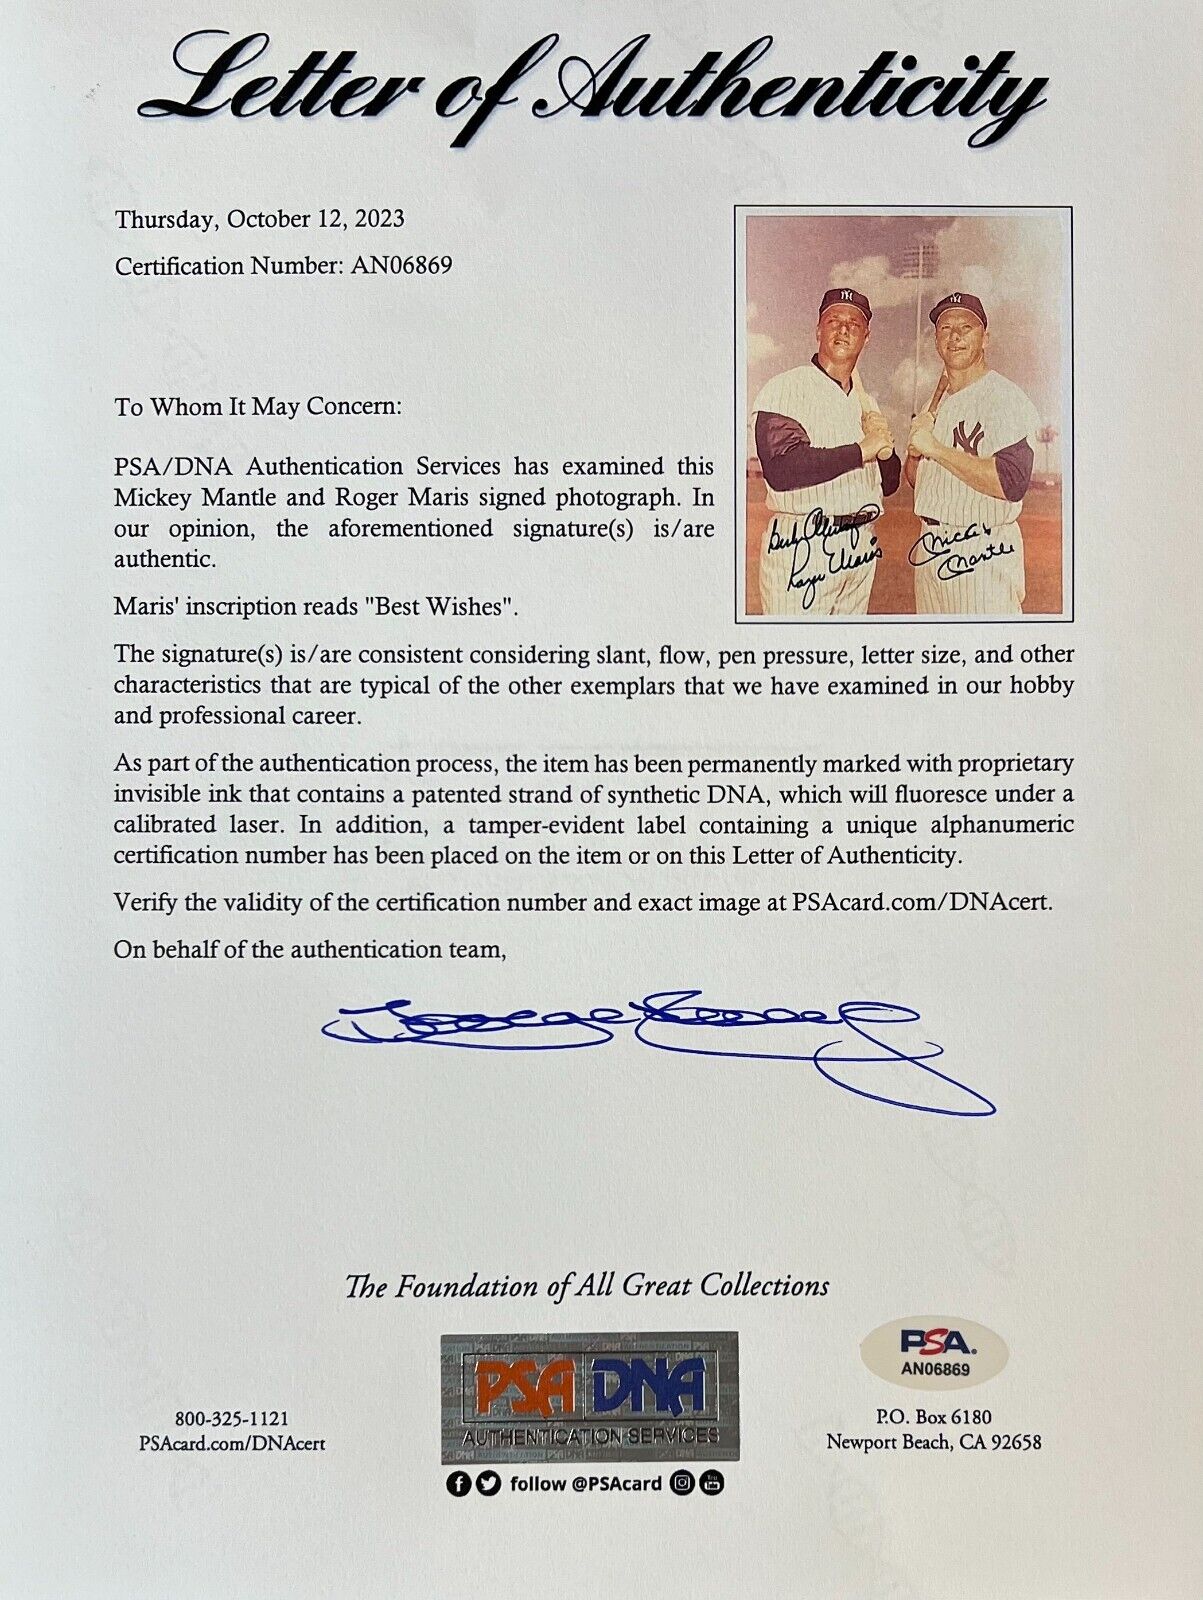 Letter of Authenticity
Thursday, October 12, 2023
Certification Number: AN06869
To Whom It May Concern:
PSA/DNA Authentication Services has examined this
Mickey Mantle and Roger Maris signed photograph. In
our opinion, the aforementioned signature(s) is/are
authentic.
Maris' inscription reads "Best Wishes".
NY
NY
NY
Best Wishes
Roger Maris
Mickey
Mantle
The signature(s) is/are consistent considering slant, flow, pen pressure, letter size, and other
characteristics that are typical of the other exemplars that we have examined in our hobby
and professional career.
As part of the authentication process, the item has been permanently marked with proprietary
invisible ink that contains a patented strand of synthetic DNA, which will fluoresce under a
calibrated laser. In addition, a tamper-evident label containing a unique alphanumeric
certification number has been placed on the item or on this Letter of Authenticity.
Verify the validity of the certification number and exact image at PSAcard.com/DNAcert.
On behalf of the authentication team,
The Foundation of All Great Collections
800-325-1121
PSAcard.com/DNAcert
PSA DNA
AUTHENTICATION SERVICES
follow @PSAcard
You Tube
PSA.
AN06869
P.O. Box 6180
Newport Beach, CA 92658